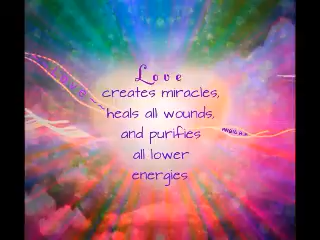 Love
creates miracles,
heals all wounds,
and purifies
all lower
energies